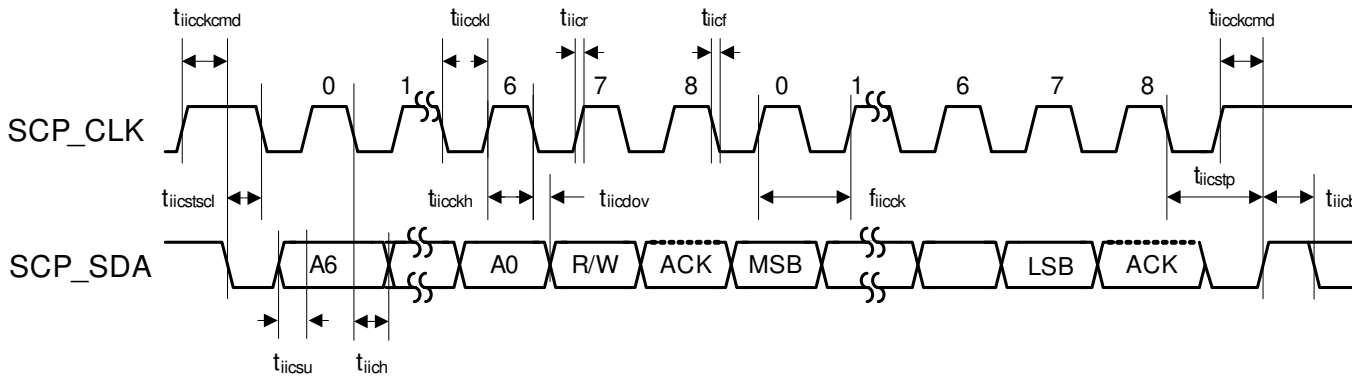 tiicckcmd tiicckl tiicr tiicf tiicckcmd
0 1 6 7 8 0 1 6 7 8
SCP_CLK
tiicstscl tiicckh tiicdov fiicck tiicstp tiicb
SCP_SDA
A6 A0 R/W ACK MSB LSB ACK
tiicsu tiich